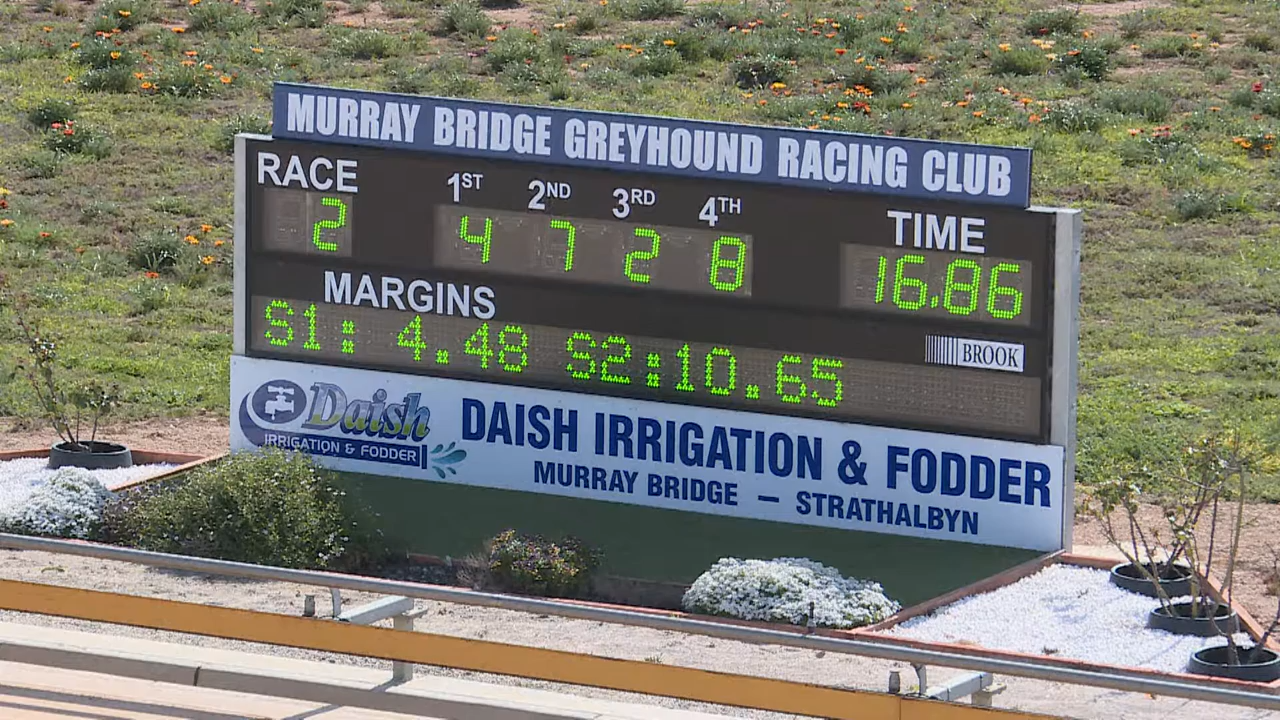 MURRAY BRIDGE GREYHOUND RACING CLUB
RACE 1ST 2ND 3RD 4TH TIME
2 4 7 2 8 16.86
MARGINS
S1: 4.48 S2:10.65
BROOK
Daish
IRRIGATION & FODDER
DAISH IRRIGATION & FODDER
MURRAY BRIDGE – STRATHALBYN